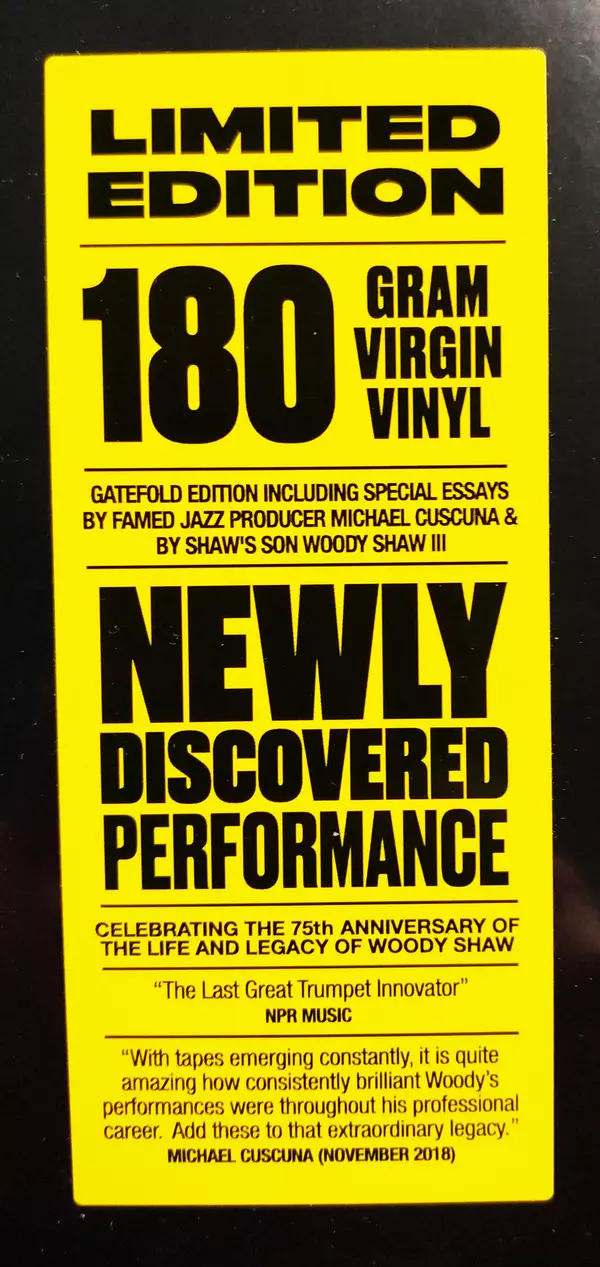 LIMITED
EDITION
180
GRAM
VIRGIN
VINYL
GATEFOLD EDITION INCLUDING SPECIAL ESSAYS
BY FAMED JAZZ PRODUCER MICHAEL CUSCUNA &
BY SHAW'S SON WOODY SHAW III
NEWLY
DISCOVERED
PERFORMANCE
CELEBRATING THE 75th ANNIVERSARY OF
THE LIFE AND LEGACY OF WOODY SHAW
“The Last Great Trumpet Innovator”
NPR MUSIC
“With tapes emerging constantly, it is quite
amazing how consistently brilliant Woody’s
performances were throughout his professional
career. Add these to that extraordinary legacy.”
MICHAEL CUSCUNA (NOVEMBER 2018)